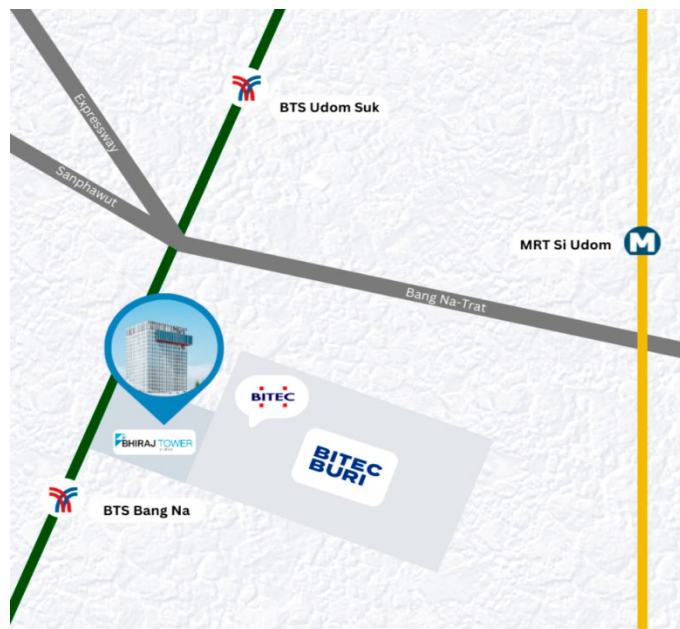 Expressway
BTS Udom Suk
Sanphawut
MRT Si Udom
M
Bang Na-Trat
BITEC
BHIRAJ TOWER
BITEC
BURI
BTS Bang Na